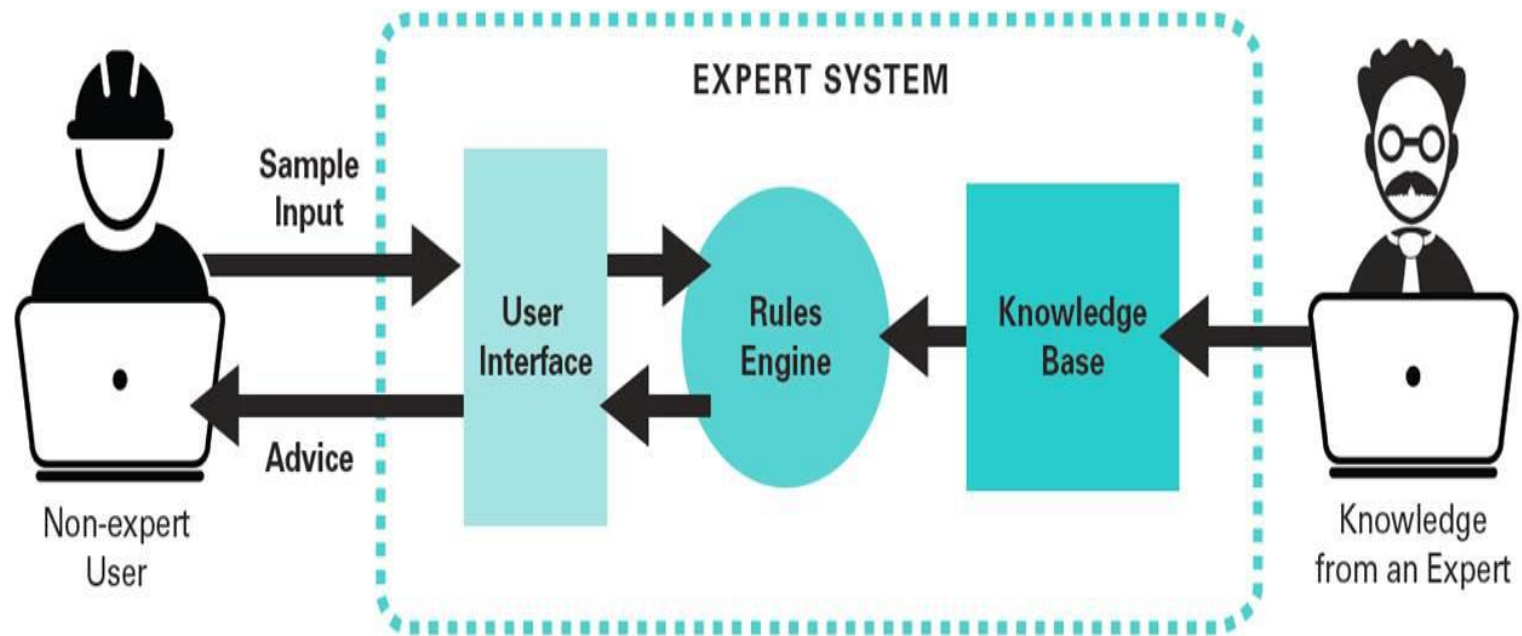 EXPERT SYSTEM
Sample
Input
User
Interface
Rules
Engine
Knowledge
Base
Advice
Non-expert
User
Knowledge
from an Expert